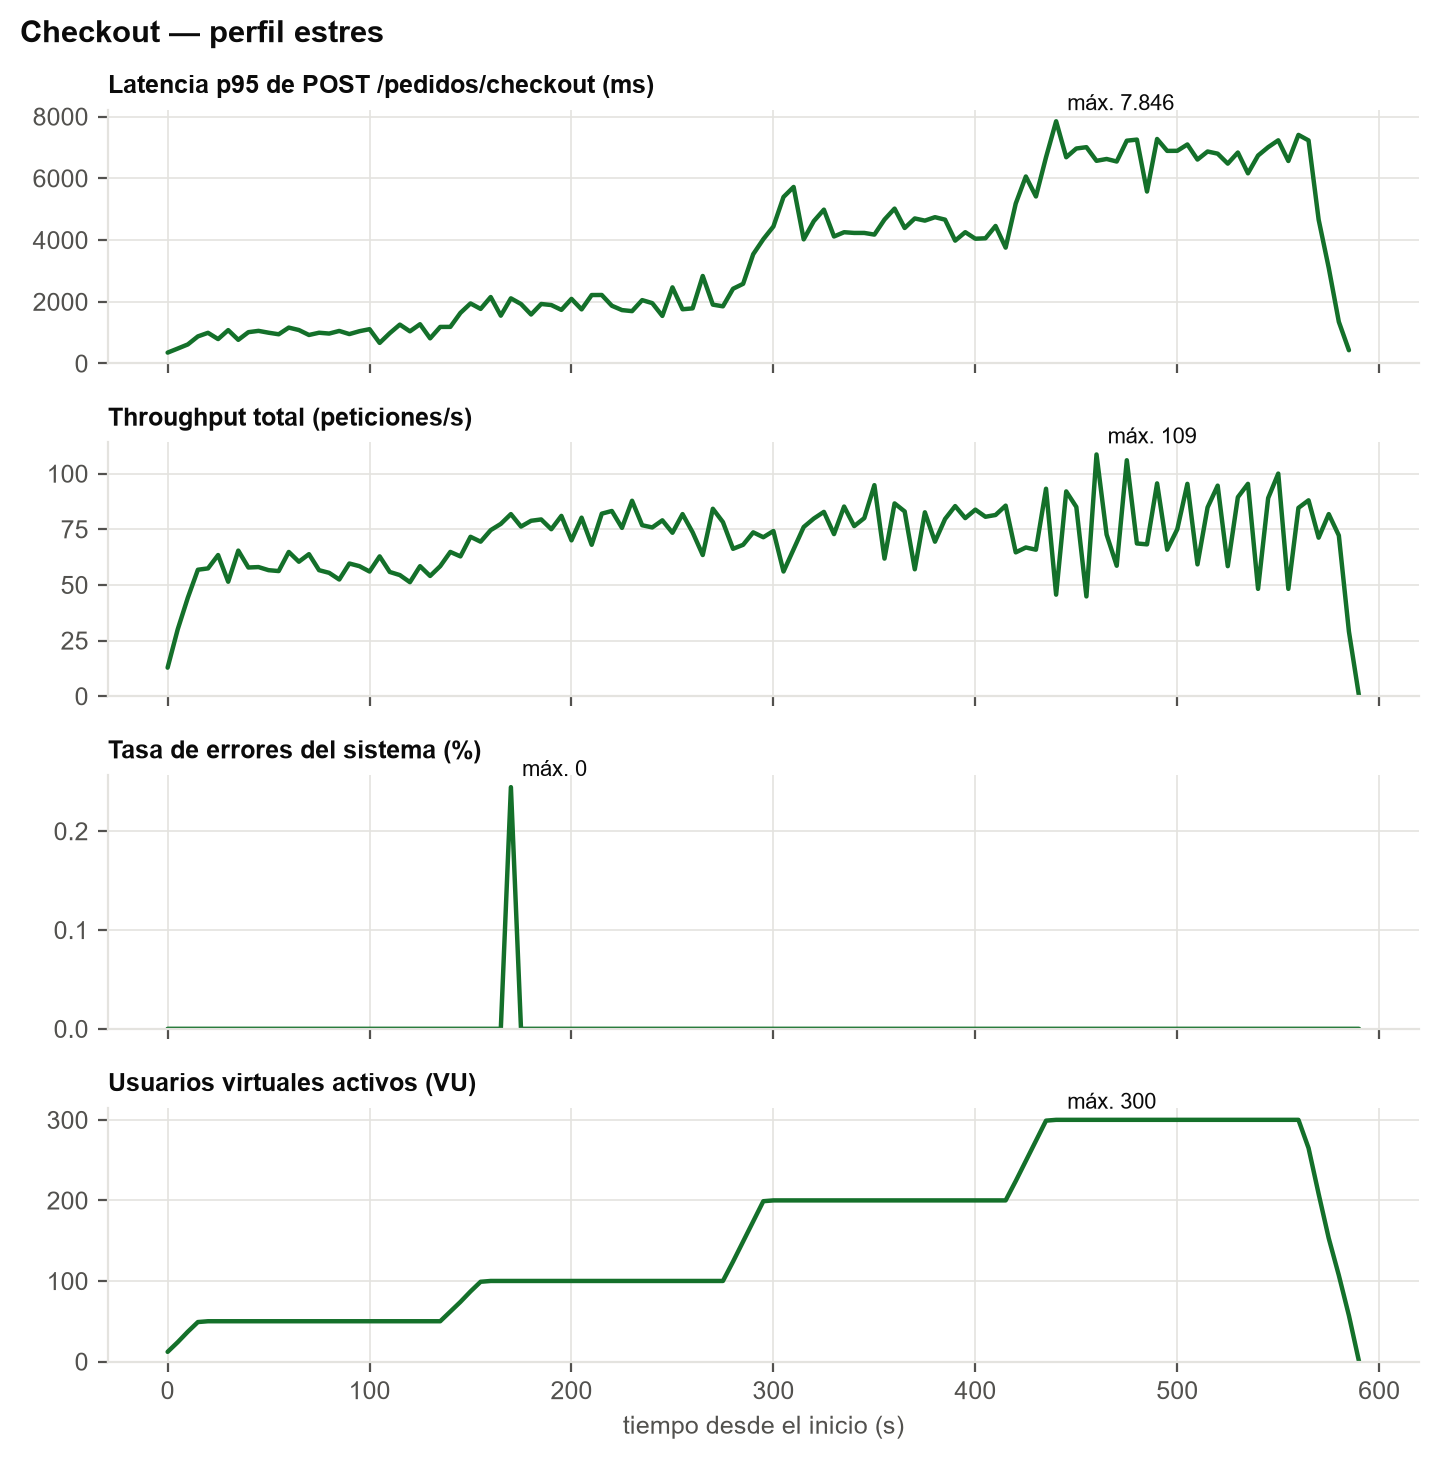 Checkout — perfil estres
Latencia p95 de POST /pedidos/checkout (ms)
máx. 7.846
8000
6000
4000
2000
0
Throughput total (peticiones/s)
máx. 109
100
75
50
25
0
Tasa de errores del sistema (%)
máx. 0
0.2
0.1
0.0
Usuarios virtuales activos (VU)
máx. 300
300
200
100
0
0 100 200 300 400 500 600
tiempo desde el inicio (s)